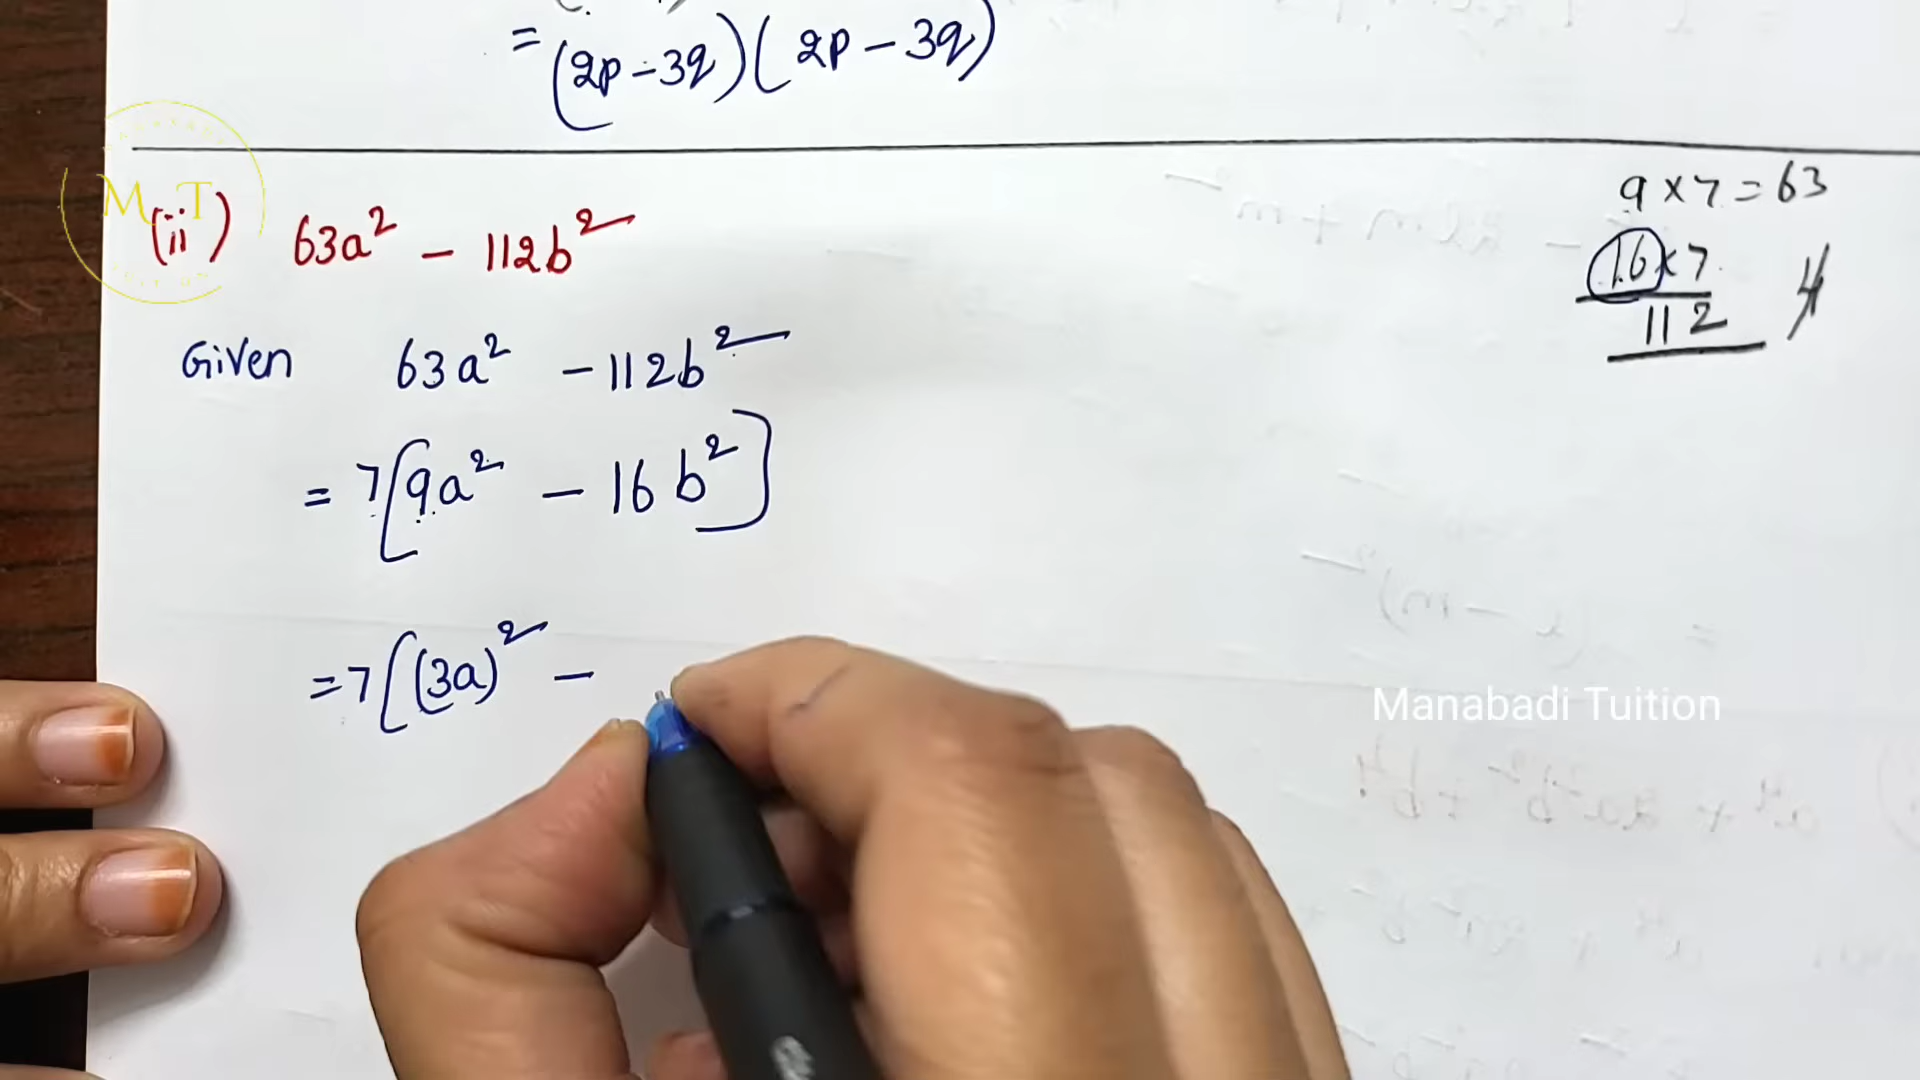 = (2p - 3q) (2p - 3q)
M T
(ii) 63a² - 112b²
9 x 7 = 63
16 x 7
112
Given 63a² - 112b²
= 7[9a² - 16b²]
= 7[(3a)² -
Manabadi Tuition